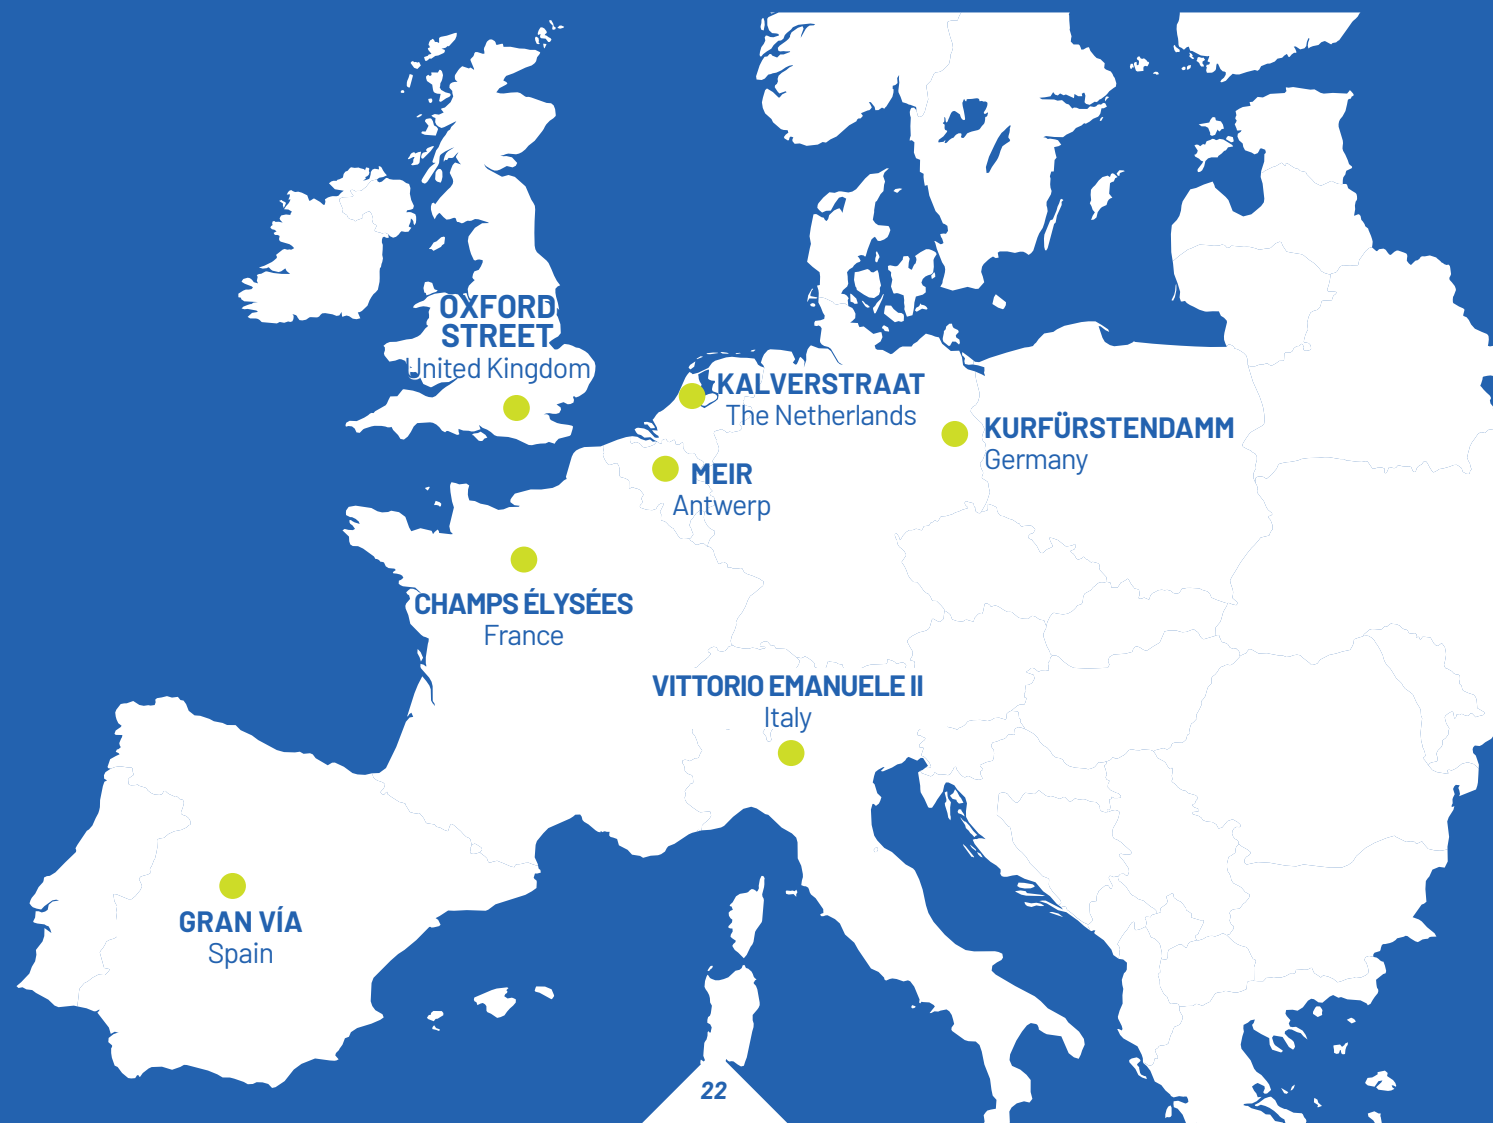 OXFORD
STREET
United Kingdom
KALVERSTRAAT
The Netherlands
KURFÜRSTENDAMM
Germany
MEIR
Antwerp
CHAMPS ÉLYSÉES
France
VITTORIO EMANUELE II
Italy
GRAN VÍA
Spain
22